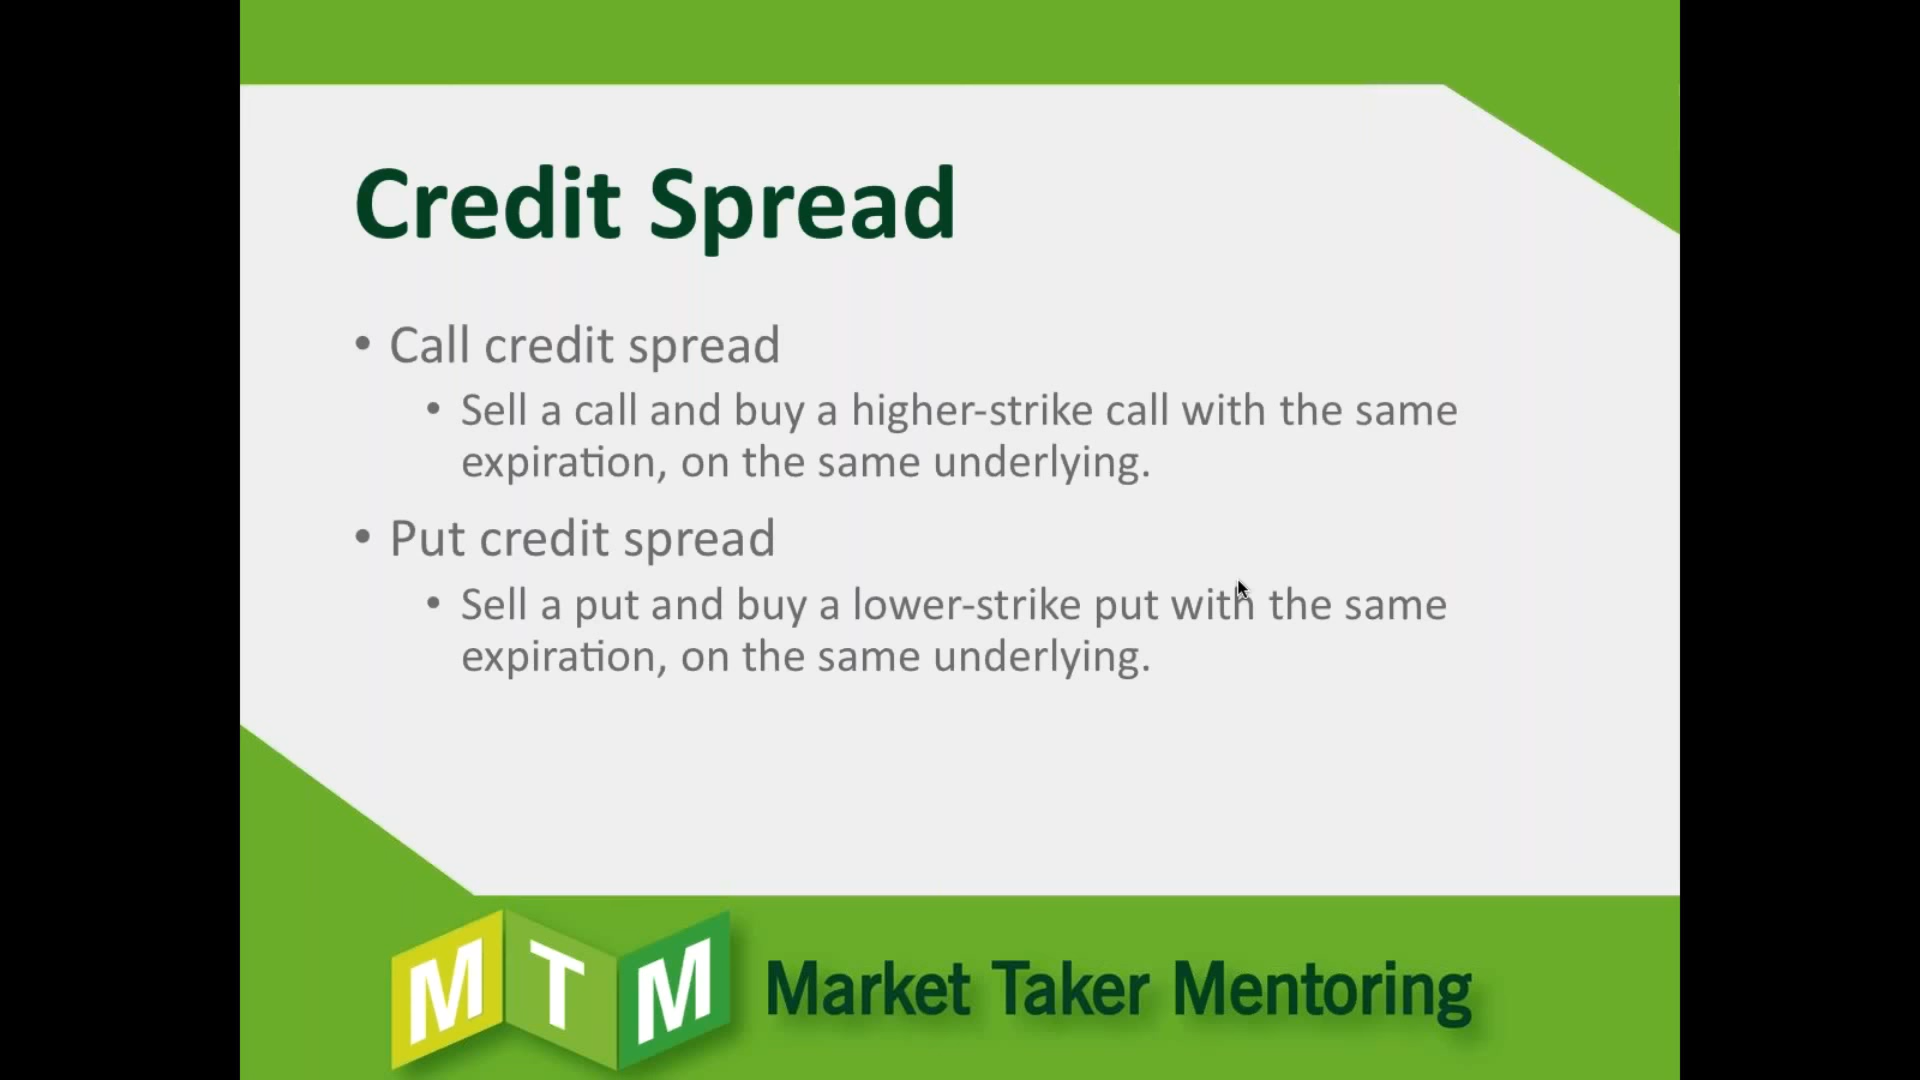 Credit Spread
• Call credit spread
• Sell a call and buy a higher-strike call with the same
expiration, on the same underlying.
• Put credit spread
• Sell a put and buy a lower-strike put with the same
expiration, on the same underlying.
MTM Market Taker Mentoring